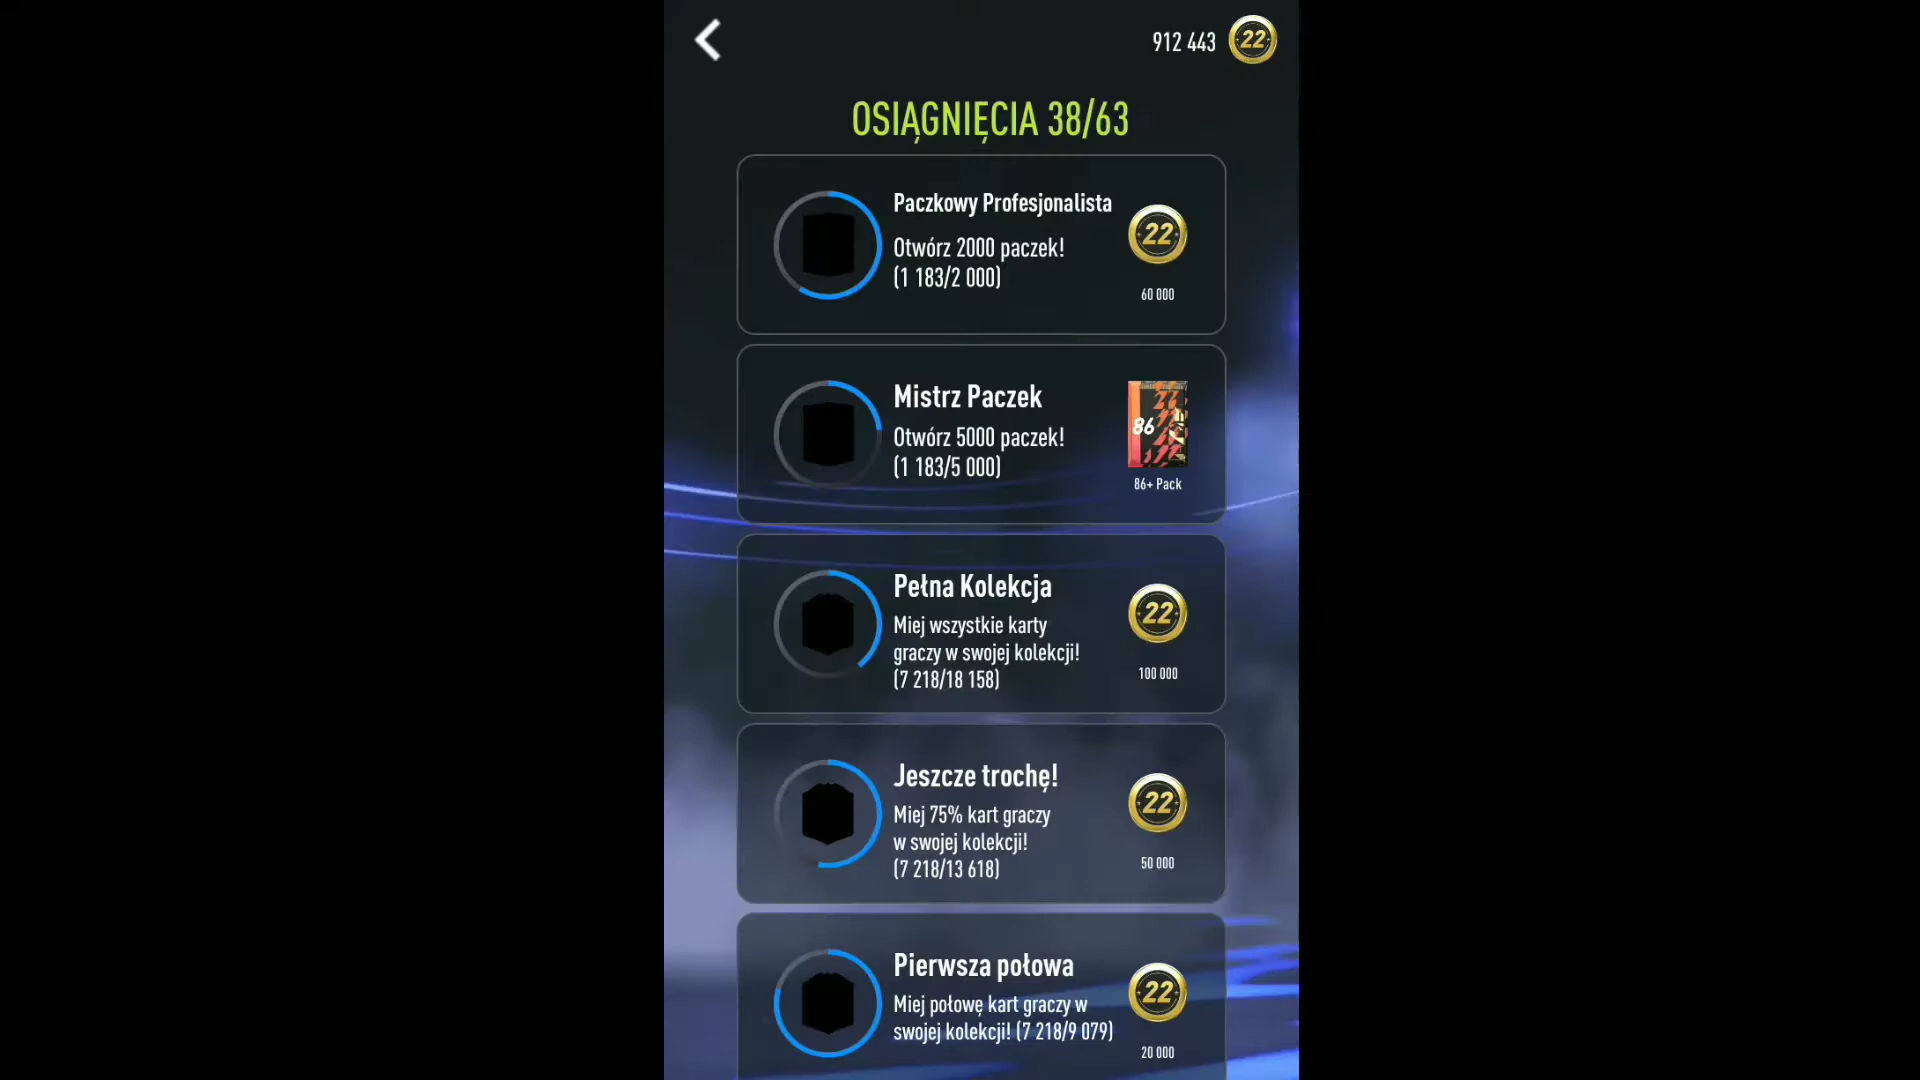 912 443
22
OSIĄGNIĘCIA 38/63
Paczkowy Profesjonalista
Otwórz 2000 paczek!
(1 183/2 000)
22
60 000
Mistrz Paczek
Otwórz 5000 paczek!
(1 183/5 000)
86
86+ Pack
Pełna Kolekcja
Miej wszystkie karty
graczy w swojej kolekcji!
(7 218/18 158)
22
100 000
Jeszcze trochę!
Miej 75% kart graczy
w swojej kolekcji!
(7 218/13 618)
22
50 000
Pierwsza połowa
Miej połowę kart graczy w
swojej kolekcji! (7 218/9 079)
22
20 000